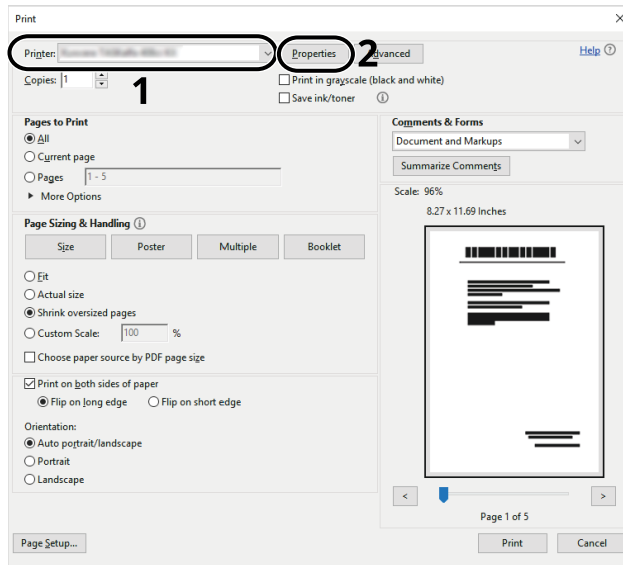 Print
Printer:
Properties
2
Advanced
Help
Copies: 1
1
Print in grayscale (black and white)
Save ink/toner
Pages to Print
All
Current page
Pages 1 - 5
More Options
Page Sizing & Handling
Size Poster Multiple Booklet
Fit
Actual size
Shrink oversized pages
Custom Scale: 100 %
Choose paper source by PDF page size
Print on both sides of paper
Flip on long edge Flip on short edge
Orientation:
Auto portrait/landscape
Portrait
Landscape
Comments & Forms
Document and Markups
Summarize Comments
Scale: 96%
8.27 x 11.69 Inches
< >
Page 1 of 5
Page Setup... Print Cancel